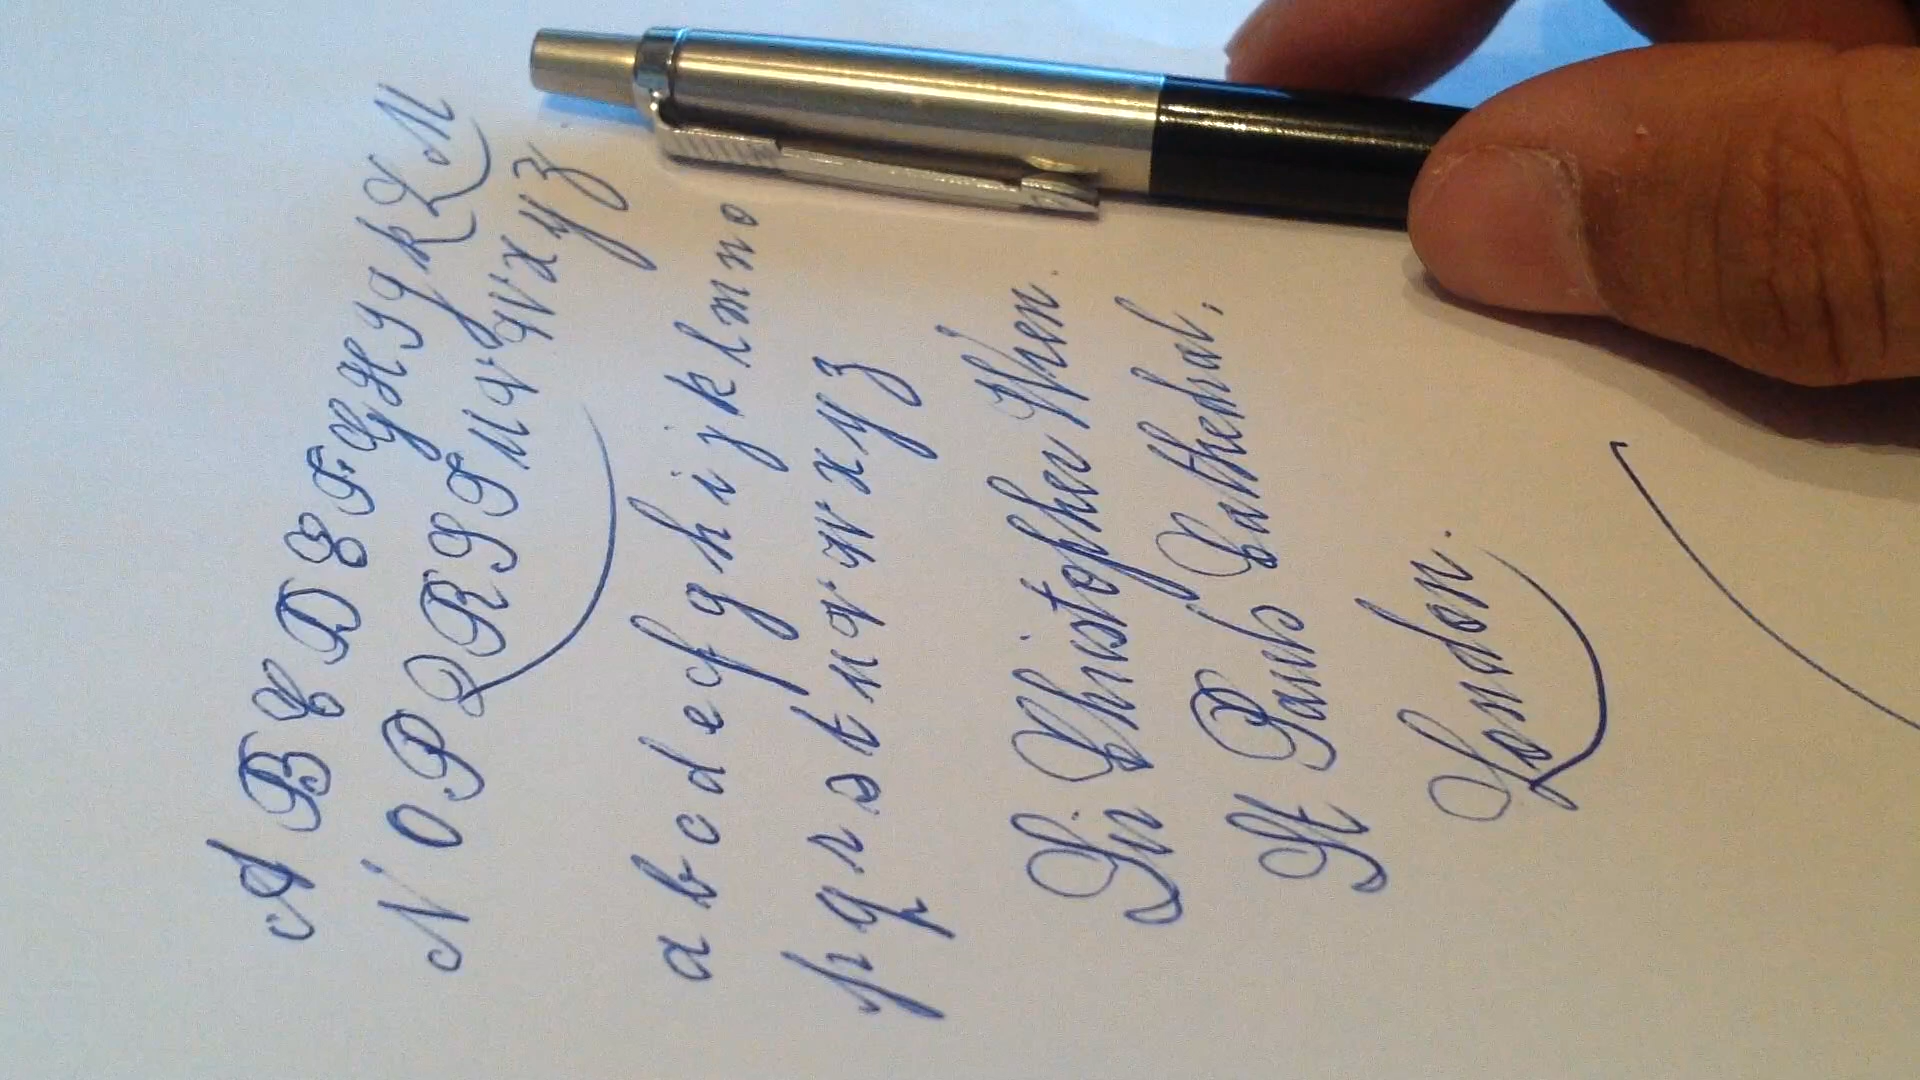 A B C D E F G H I J K L M
N O P Q R S T U V W X Y Z
a b c d e f g h i j k l m n o
p q r s t u v w x y z
Sir Christopher Wren.
St Pauls Cathedral,
London.